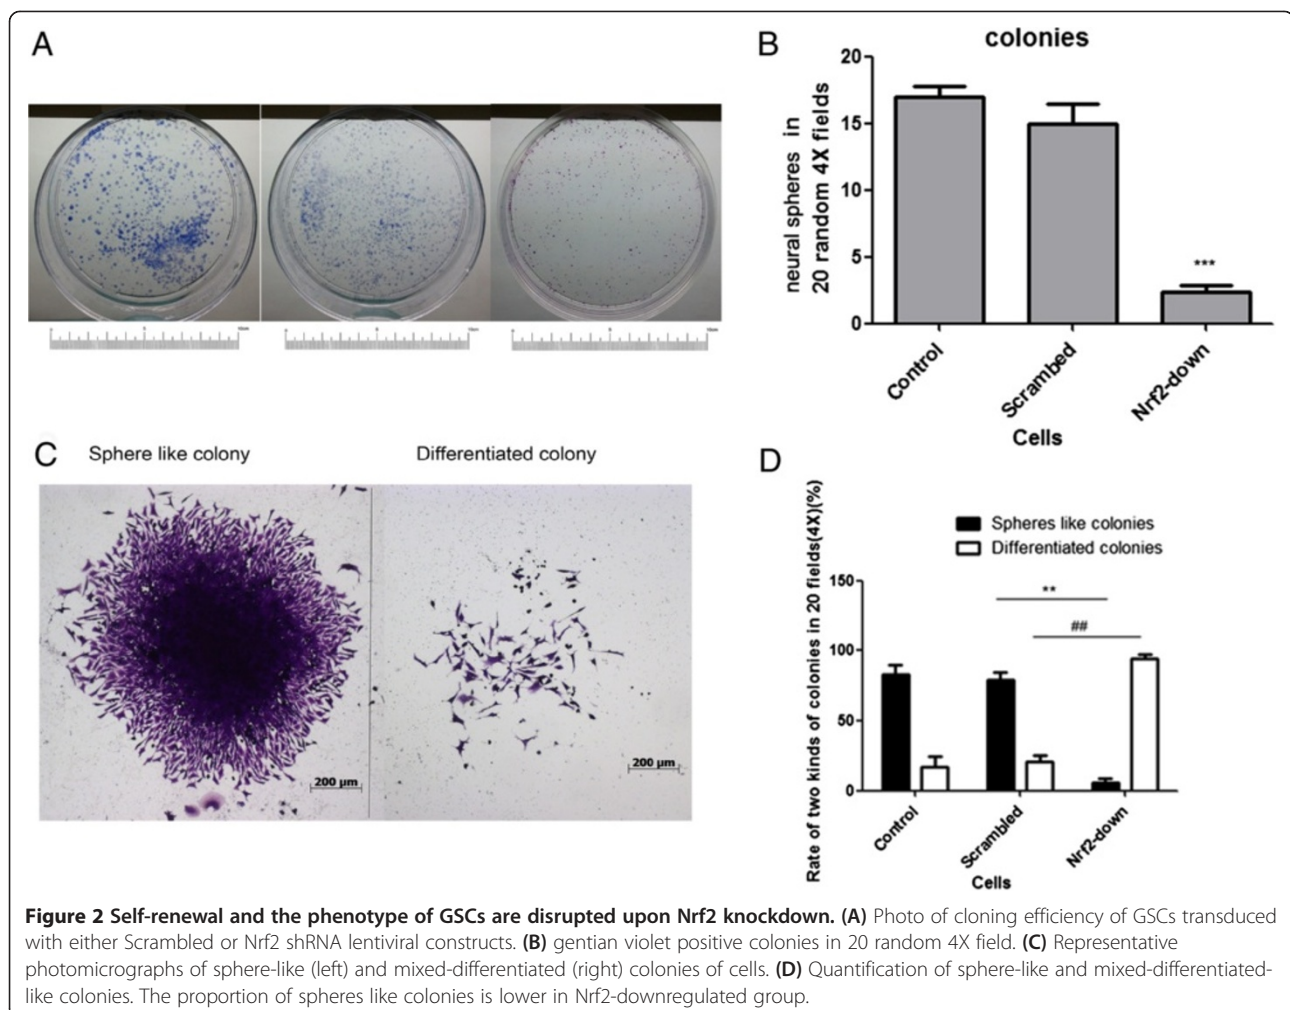 A
B
colonies
neural spheres in
20 random 4X fields
20
15
10
5
0
***
Control
Scrambed
Nrf2-down
Cells
C
Sphere like colony
Differentiated colony
200 µm
200 µm
D
Rate of two kinds of colonies in 20 fields(4X)(%)
Spheres like colonies
Differentiated colonies
150
100
50
0
**
##
Control
Scrambled
Nrf2-down
Cells
Figure 2 Self-renewal and the phenotype of GSCs are disrupted upon Nrf2 knockdown. (A) Photo of cloning efficiency of GSCs transduced
with either Scrambled or Nrf2 shRNA lentiviral constructs. (B) gentian violet positive colonies in 20 random 4X field. (C) Representative
photomicrographs of sphere-like (left) and mixed-differentiated (right) colonies of cells. (D) Quantification of sphere-like and mixed-differentiated-
like colonies. The proportion of spheres like colonies is lower in Nrf2-downregulated group.